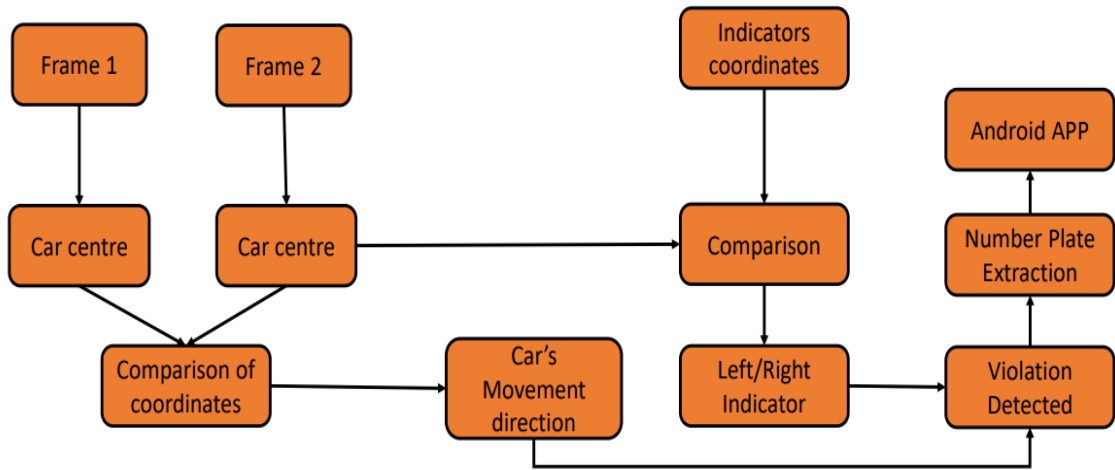 Frame 1
Frame 2
Indicators
coordinates
Android APP
Car centre
Car centre
Comparison
Number Plate
Extraction
Comparison of
coordinates
Car’s
Movement
direction
Left/Right
Indicator
Violation
Detected